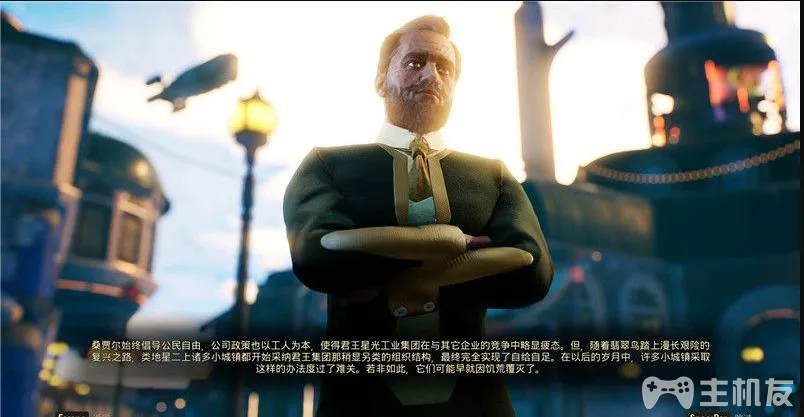 桑贾尔始终倡导公民自由，公司政策也以工人为本，使得君王星光工业集团在与其它企业的竞争中略显疲态。但，随着翡翠鸟踏上漫长艰险的
复兴之路，类地星二上诸多小城镇都开始采纳君王集团那稍显另类的组织结构，最终完全实现了自给自足。在以后的岁月中，许多小城镇采取
这样的办法度过了难关。若非如此，它们可能早就因饥荒覆灭了。
主机友